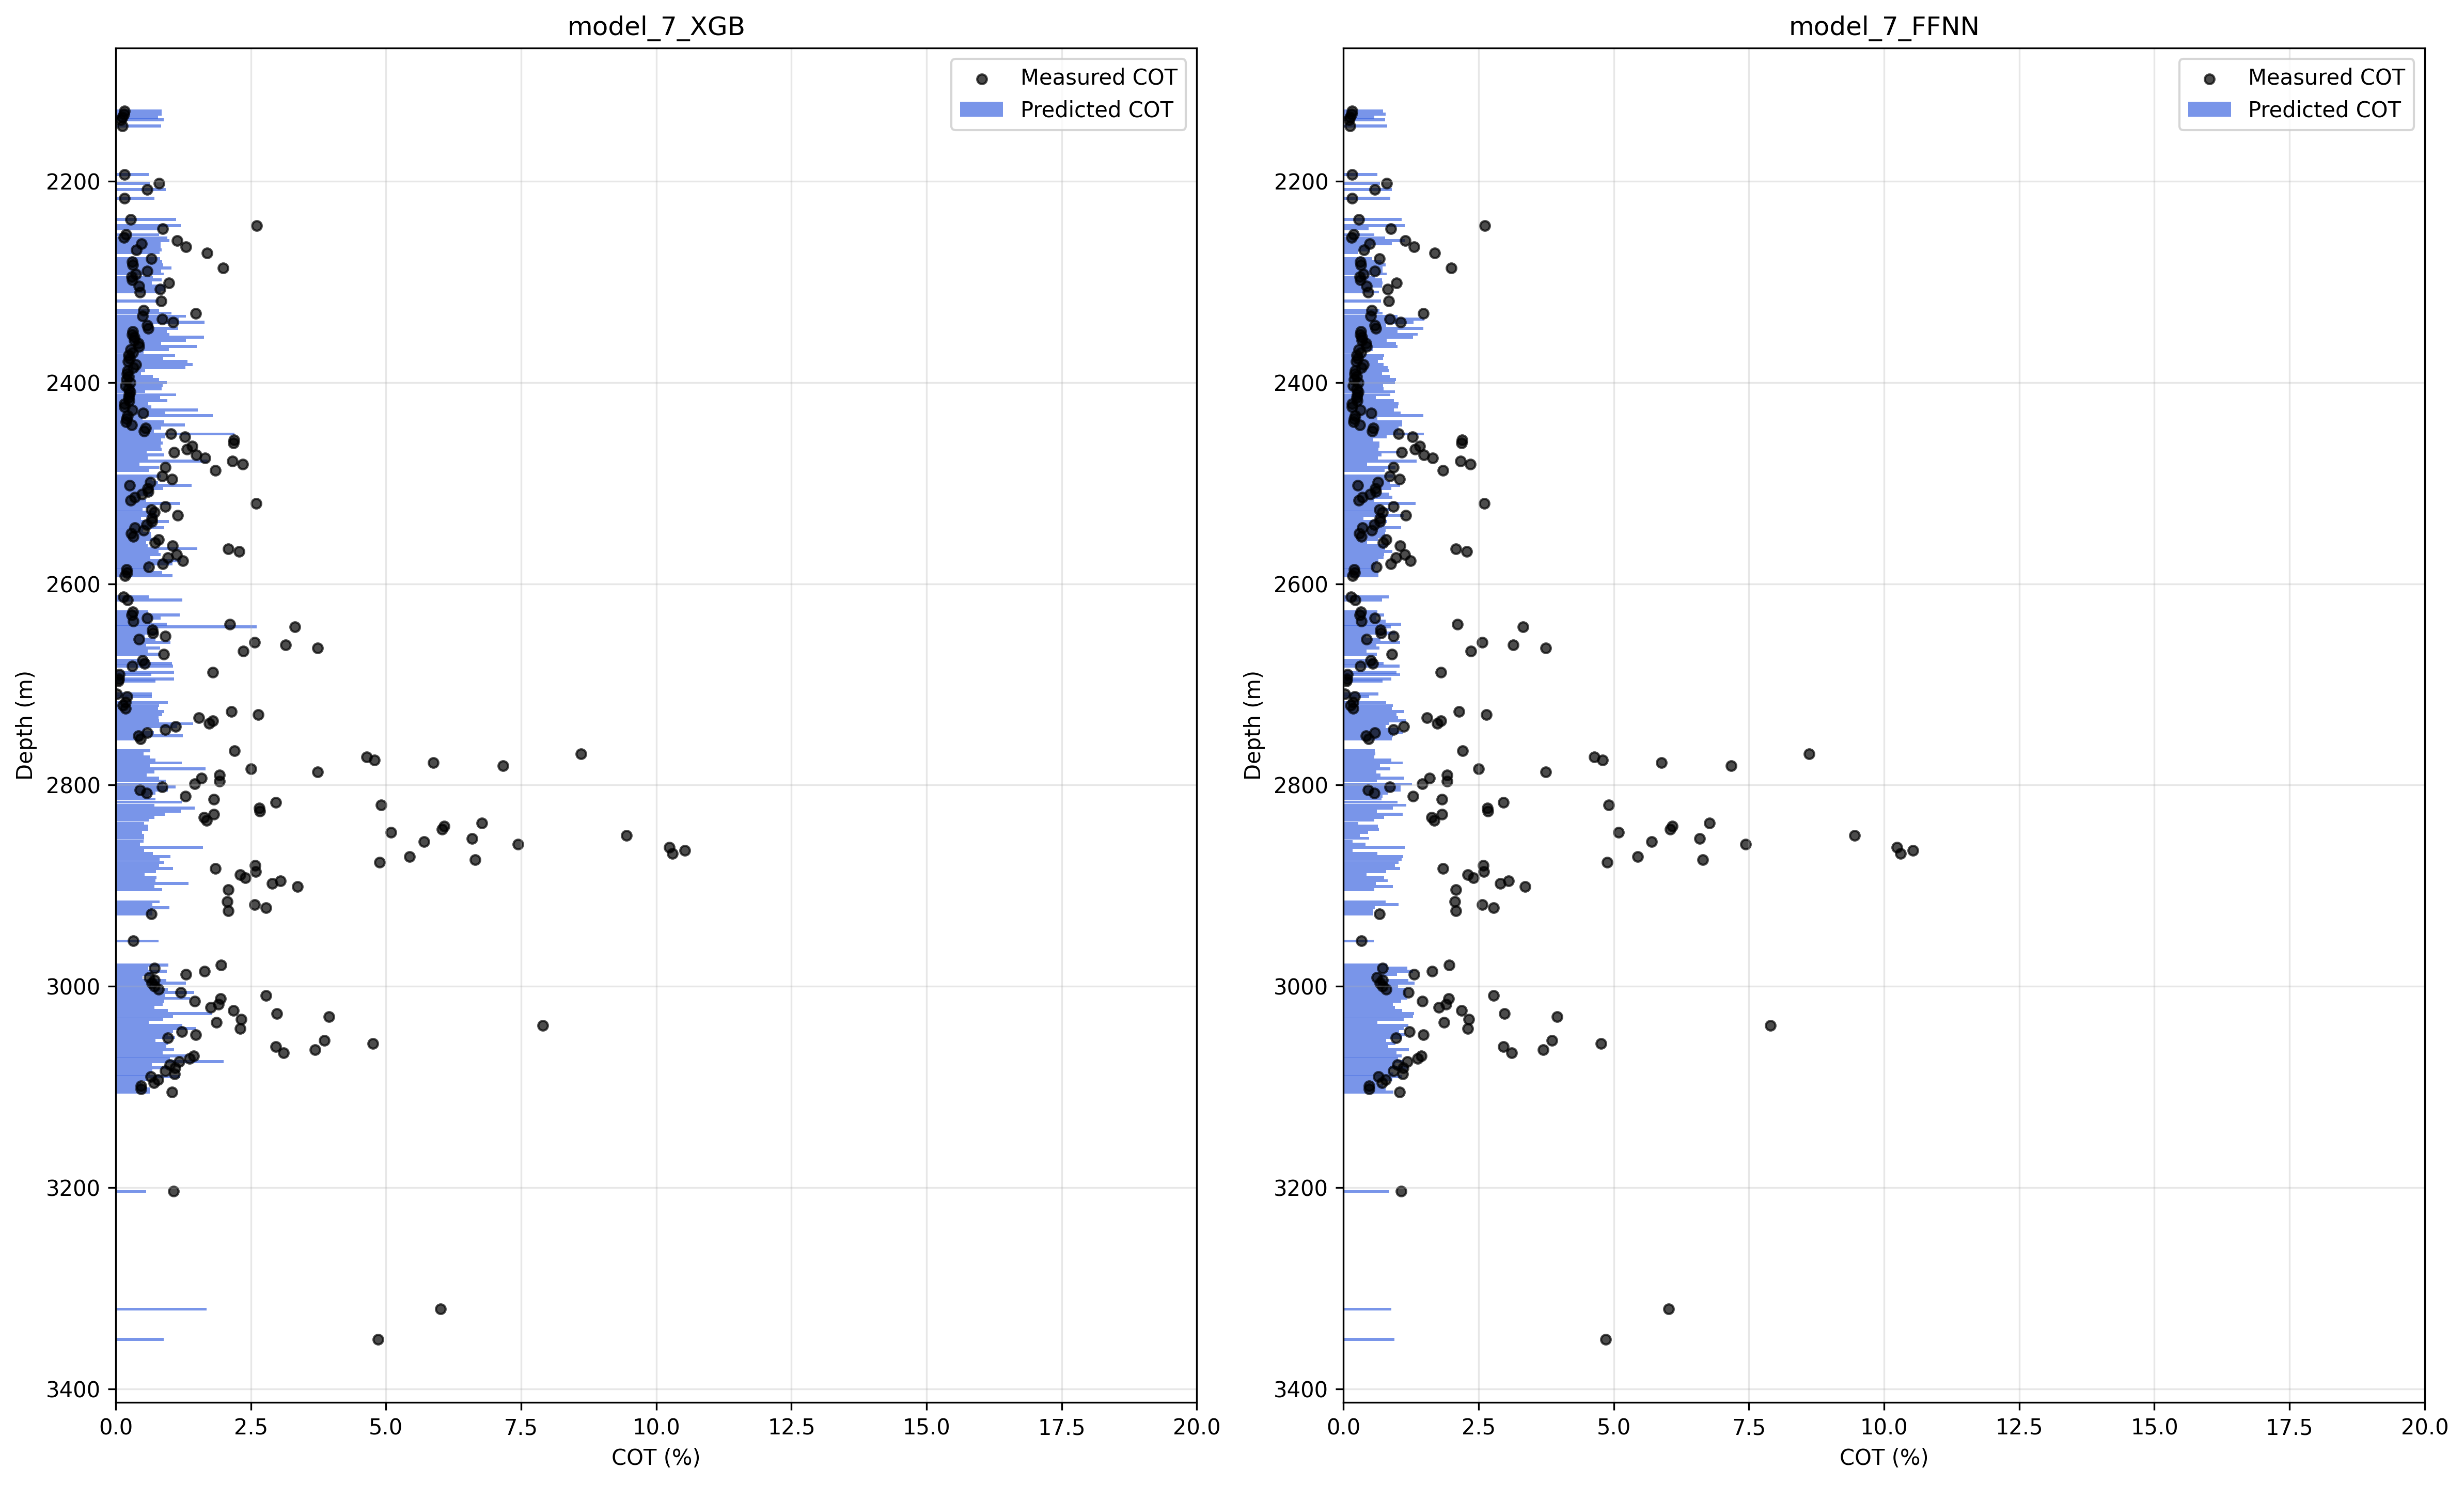 model_7_XGB
Measured COT
Predicted COT
Depth (m)
2200
2400
2600
2800
3000
3200
3400
0.0 2.5 5.0 7.5 10.0 12.5 15.0 17.5 20.0
COT (%)
model_7_FFNN
Measured COT
Predicted COT
Depth (m)
2200
2400
2600
2800
3000
3200
3400
0.0 2.5 5.0 7.5 10.0 12.5 15.0 17.5 20.0
COT (%)